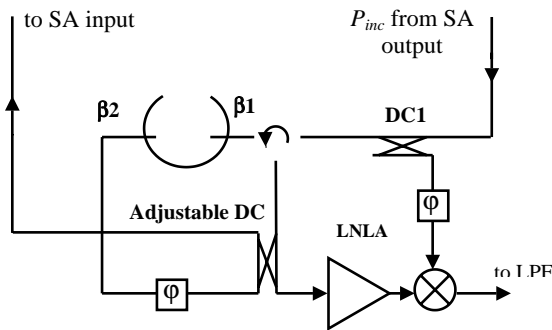 to SA input
P_inc from SA
output
β2
β1
DC1
φ
Adjustable DC
LNLA
φ
to LPF